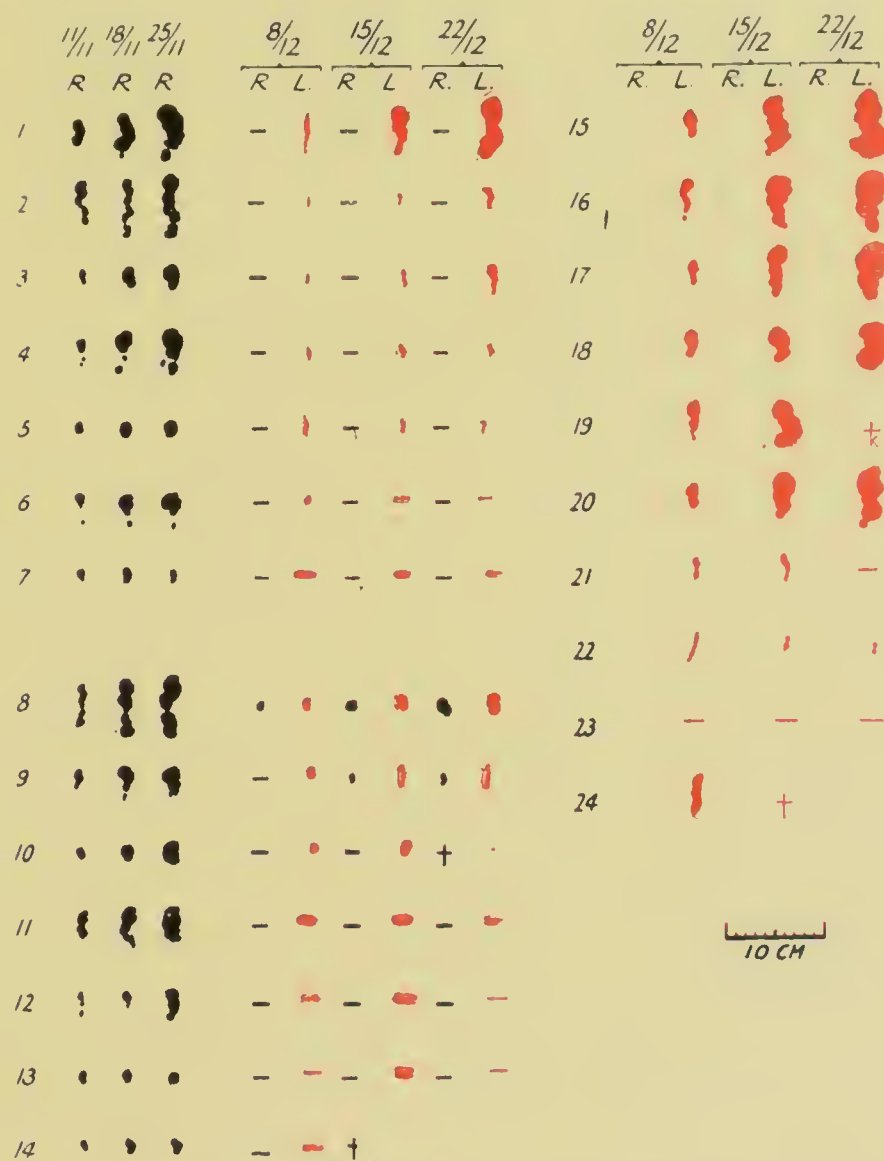 11/11 18/11 25/11 8/12 15/12 22/12 8/12 15/12 22/12
R R R R L. R L R. L. R. L. R. L. R. L.
1 – – – 15
2 – – – 16
3 – – – 17
4 – – – 18
5 – – – 19 + K
6 – – – 20
7 – – – 21 –
22
8 23 – – –
9 – 24 †
10 – – †
11 – – –
10 CM
12 – – –
13 – – –
14 – †